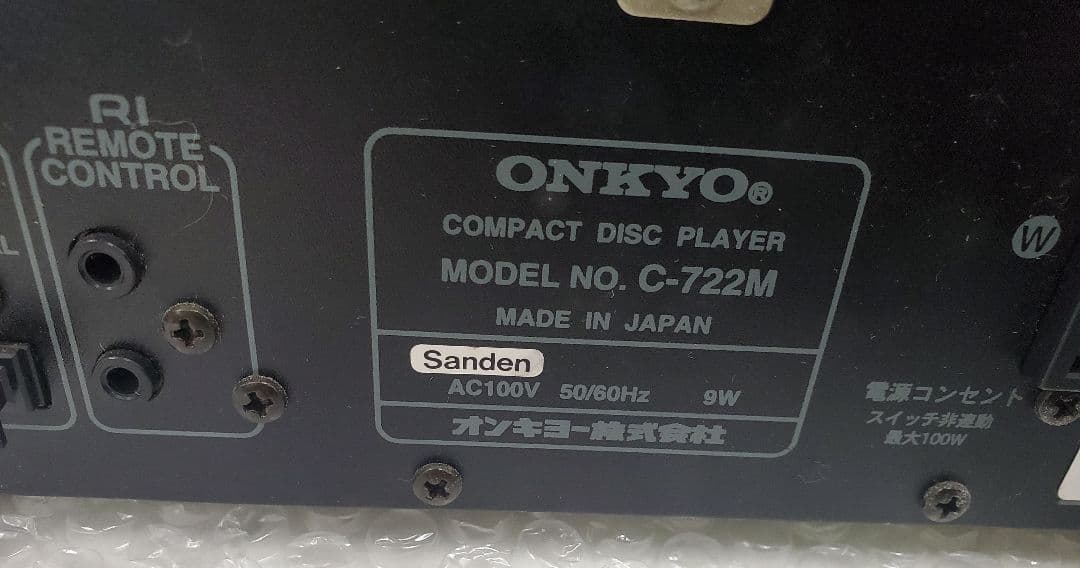 RI
REMOTE
CONTROL
ONKYO®
COMPACT DISC PLAYER
MODEL NO. C-722M
MADE IN JAPAN
Sanden
AC100V 50/60Hz 9W
オンキヨー株式会社
W
電源コンセント
スイッチ非連動
最大100W